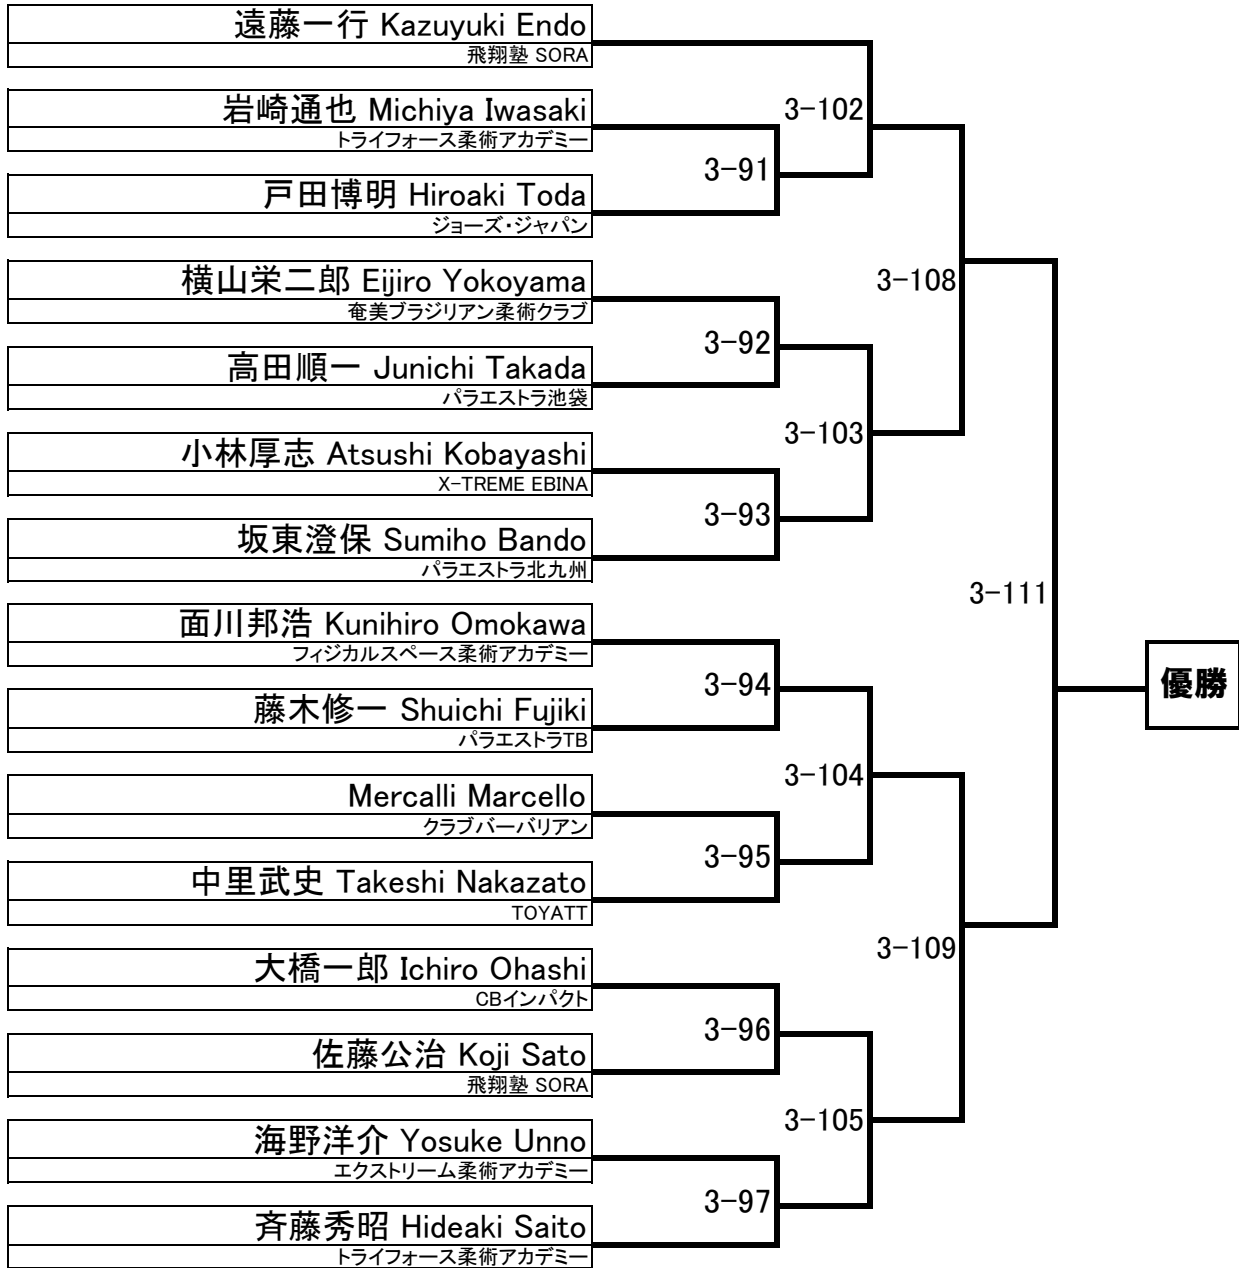 遠藤一行 Kazuyuki Endo
飛翔塾 SORA
岩崎通也 Michiya Iwasaki
トライフォース柔術アカデミー
戸田博明 Hiroaki Toda
ジョーズ・ジャパン
横山栄二郎 Eijiro Yokoyama
奄美ブラジリアン柔術クラブ
高田順一 Junichi Takada
パラエストラ池袋
小林厚志 Atsushi Kobayashi
X-TREME EBINA
坂東澄保 Sumiho Bando
パラエストラ北九州
面川邦浩 Kunihiro Omokawa
フィジカルスペース柔術アカデミー
藤木修一 Shuichi Fujiki
パラエストラTB
Mercalli Marcello
クラブバーバリアン
中里武史 Takeshi Nakazato
TOYATT
大橋一郎 Ichiro Ohashi
CBインパクト
佐藤公治 Koji Sato
飛翔塾 SORA
海野洋介 Yosuke Unno
エクストリーム柔術アカデミー
斉藤秀昭 Hideaki Saito
トライフォース柔術アカデミー
3-91
3-92
3-93
3-94
3-95
3-96
3-97
3-102
3-103
3-104
3-105
3-108
3-109
3-111
優勝